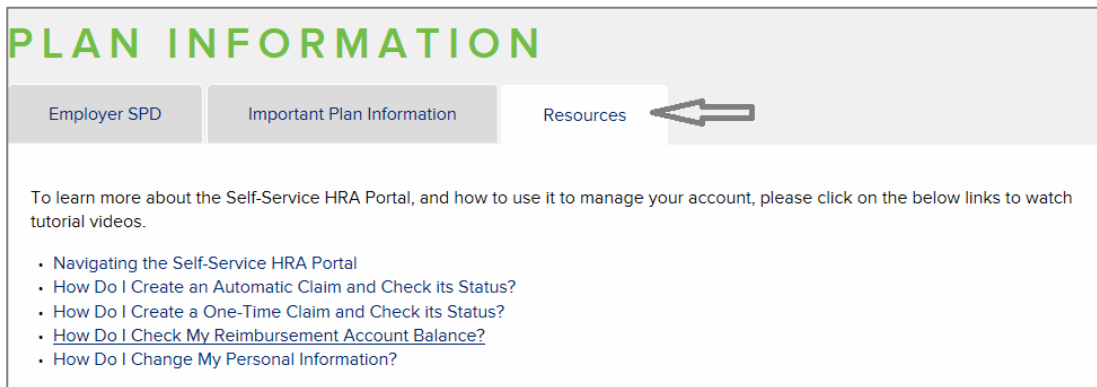 PLAN INFORMATION
Employer SPD
Important Plan Information
Resources
To learn more about the Self-Service HRA Portal, and how to use it to manage your account, please click on the below links to watch
tutorial videos.
• Navigating the Self-Service HRA Portal
• How Do I Create an Automatic Claim and Check its Status?
• How Do I Create a One-Time Claim and Check its Status?
• How Do I Check My Reimbursement Account Balance?
• How Do I Change My Personal Information?